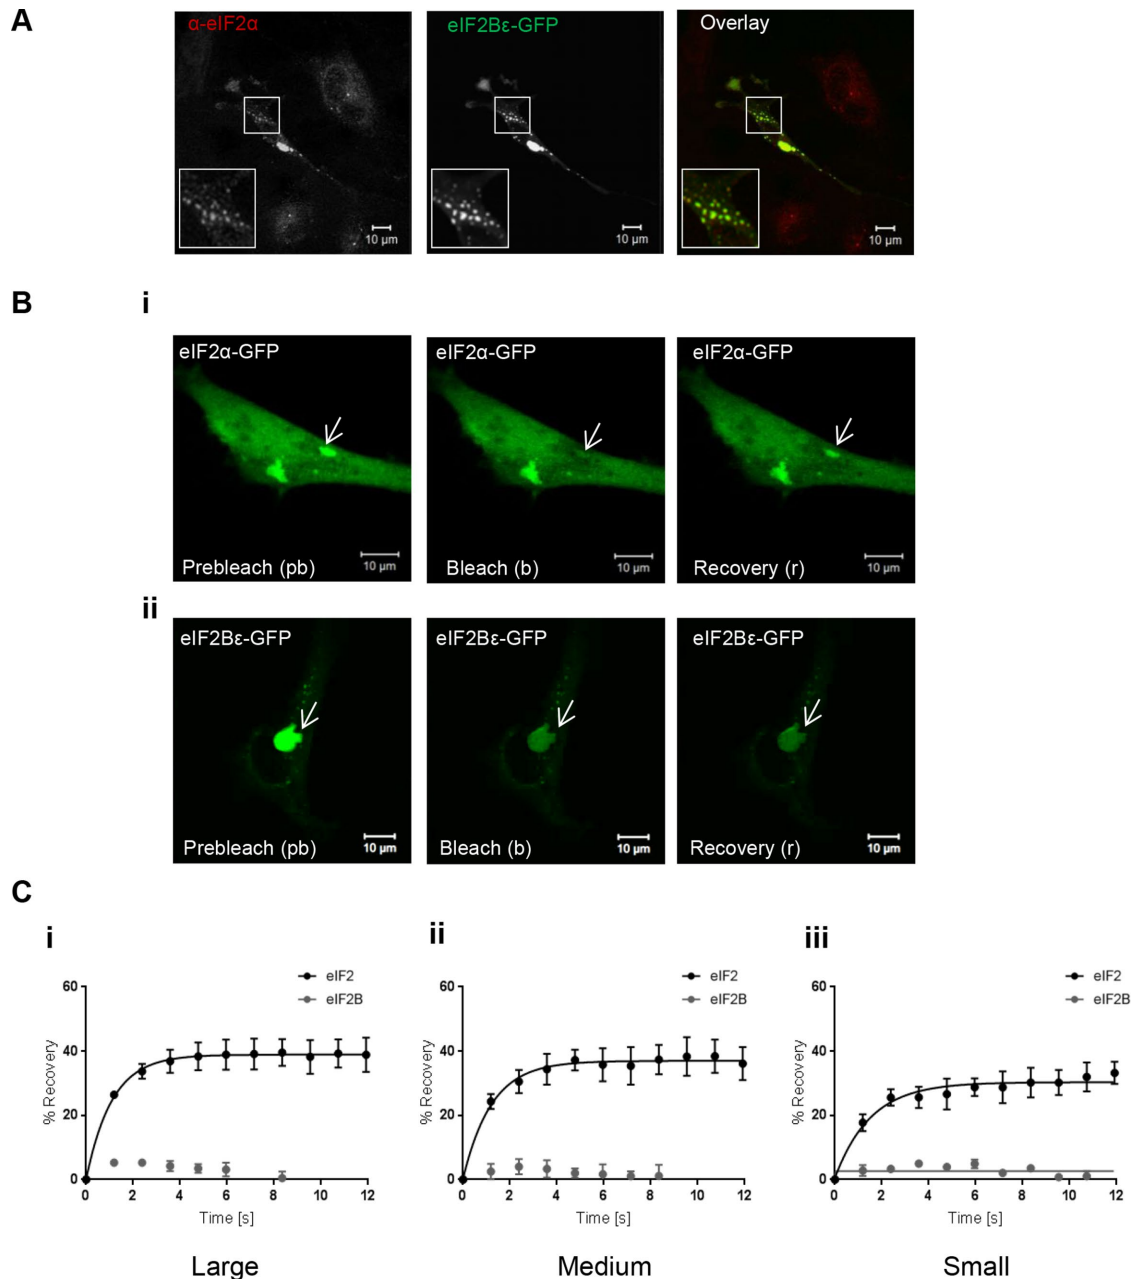 A
α-eIF2α
eIF2Bε-GFP
Overlay
10 µm
10 µm
10 µm
B
i
eIF2α-GFP
eIF2α-GFP
eIF2α-GFP
Prebleach (pb)
10 µm
Bleach (b)
10 µm
Recovery (r)
10 µm
ii
eIF2Bε-GFP
eIF2Bε-GFP
eIF2Bε-GFP
Prebleach (pb)
10 µm
Bleach (b)
10 µm
Recovery (r)
10 µm
C
i
eIF2
eIF2B
60
40
20
0
% Recovery
0 2 4 6 8 10 12
Time [s]
Large
ii
eIF2
eIF2B
60
40
20
0
% Recovery
0 2 4 6 8 10 12
Time [s]
Medium
iii
eIF2
eIF2B
60
40
20
0
% Recovery
0 2 4 6 8 10 12
Time [s]
Small